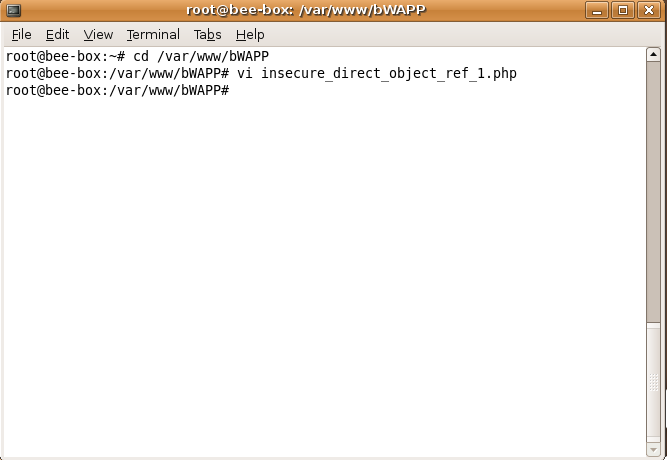 root@bee-box: /var/www/bWAPP
File Edit View Terminal Tabs Help
root@bee-box:~# cd /var/www/bWAPP
root@bee-box:/var/www/bWAPP# vi insecure_direct_object_ref_1.php
root@bee-box:/var/www/bWAPP#